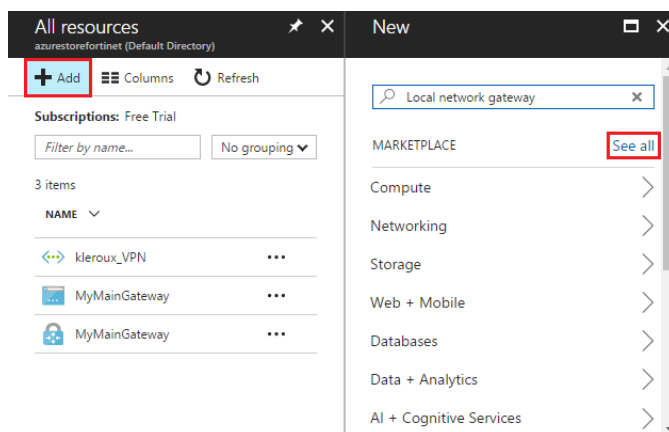 All resources
azurestorefortinet (Default Directory)
Add
Columns
Refresh
Subscriptions: Free Trial
Filter by name...
No grouping
3 items
NAME
kleroux_VPN
MyMainGateway
MyMainGateway
New
Local network gateway
MARKETPLACE
See all
Compute
Networking
Storage
Web + Mobile
Databases
Data + Analytics
AI + Cognitive Services